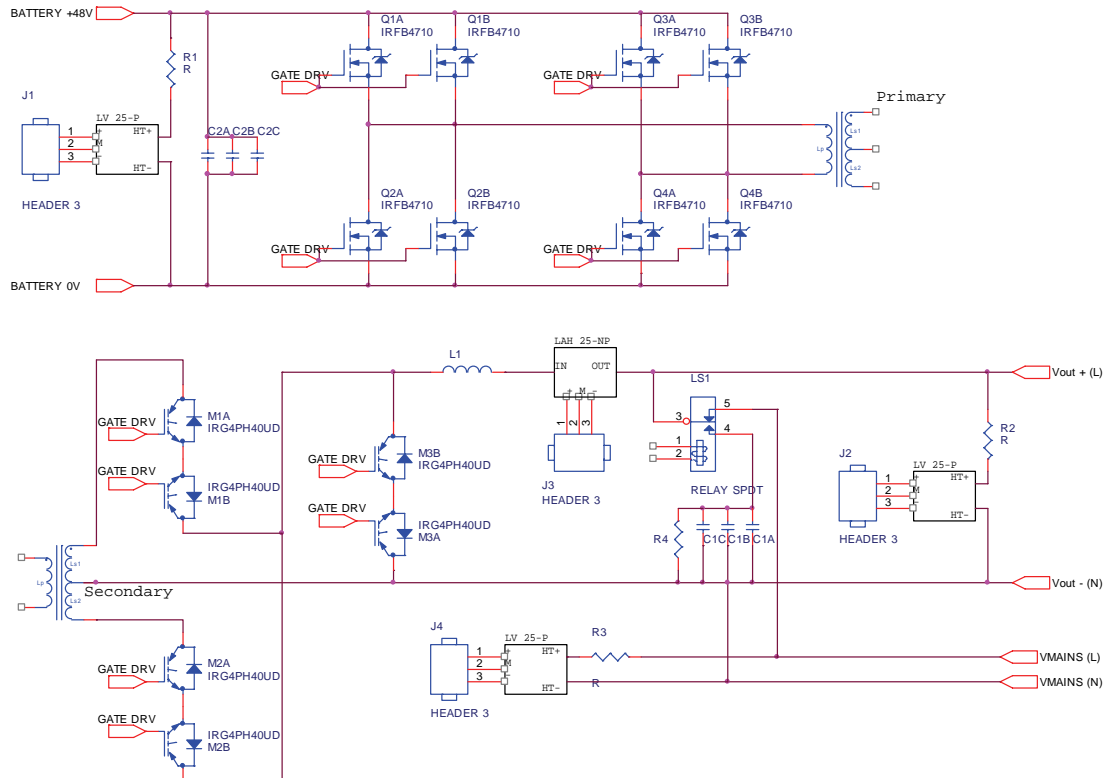 BATTERY +48V
Q1A
IRFB4710
Q1B
IRFB4710
Q3A
IRFB4710
Q3B
IRFB4710
R1
R
GATE DRV
GATE DRV
J1
LV 25-P
1
2
3
+
M
-
HT+
HT-
HEADER 3
C2A
C2B
C2C
Primary
Lp
Ls1
Ls2
Q2A
IRFB4710
Q2B
IRFB4710
Q4A
IRFB4710
Q4B
IRFB4710
GATE DRV
GATE DRV
BATTERY 0V
L1
LAH 25-NP
IN
OUT
+
M
-
1
2
3
J3
HEADER 3
LS1
5
3
4
1
2
RELAY SPDT
Vout + (L)
GATE DRV
M1A
IRG4PH40UD
GATE DRV
IRG4PH40UD
M1B
GATE DRV
M3B
IRG4PH40UD
GATE DRV
IRG4PH40UD
M3A
R2
R
J2
LV 25-P
1
2
3
+
M
-
HT+
HT-
HEADER 3
R4
C1C
C1B
C1A
Lp
Ls1
Ls2
Secondary
Vout - (N)
J4
LV 25-P
1
2
3
+
M
-
HT+
HT-
HEADER 3
R3
R
VMAINS (L)
VMAINS (N)
GATE DRV
M2A
IRG4PH40UD
GATE DRV
IRG4PH40UD
M2B